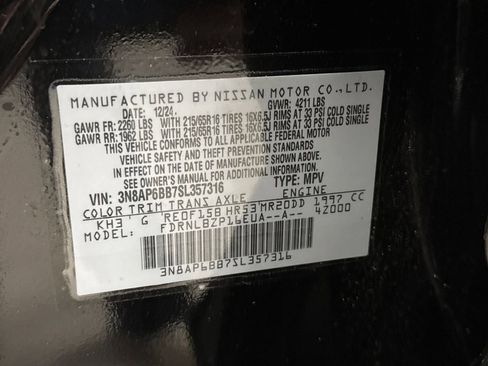 MANUFACTURED BY NISSAN MOTOR CO., LTD.
DATE: 12/24 GVWR: 4211 LBS
GAWR FR: 2260 LBS WITH 215/65R16 TIRES 16X6.5J RIMS AT 33 PSI COLD SINGLE
GAWR RR: 1962 LBS WITH 215/65R16 TIRES 16X6.5J RIMS AT 33 PSI COLD SINGLE
THIS VEHICLE CONFORMS TO ALL APPLICABLE FEDERAL MOTOR
VEHICLE SAFETY AND THEFT PREVENTION STANDARDS IN
EFFECT ON THE DATE OF MANUFACTURE SHOWN ABOVE.
SEE OWNER'S MANUAL FOR ADDITIONAL INFORMATION.
VIN: 3N8AP6BB7SL357316 TYPE: MPV
COLOR TRIM TRANS AXLE ENGINE
KH3 G RE0F15B HR53 MR20DD 1997 CC
FDRNLBZP16EUA--A-- 42000
3N8AP6BB7SL357316